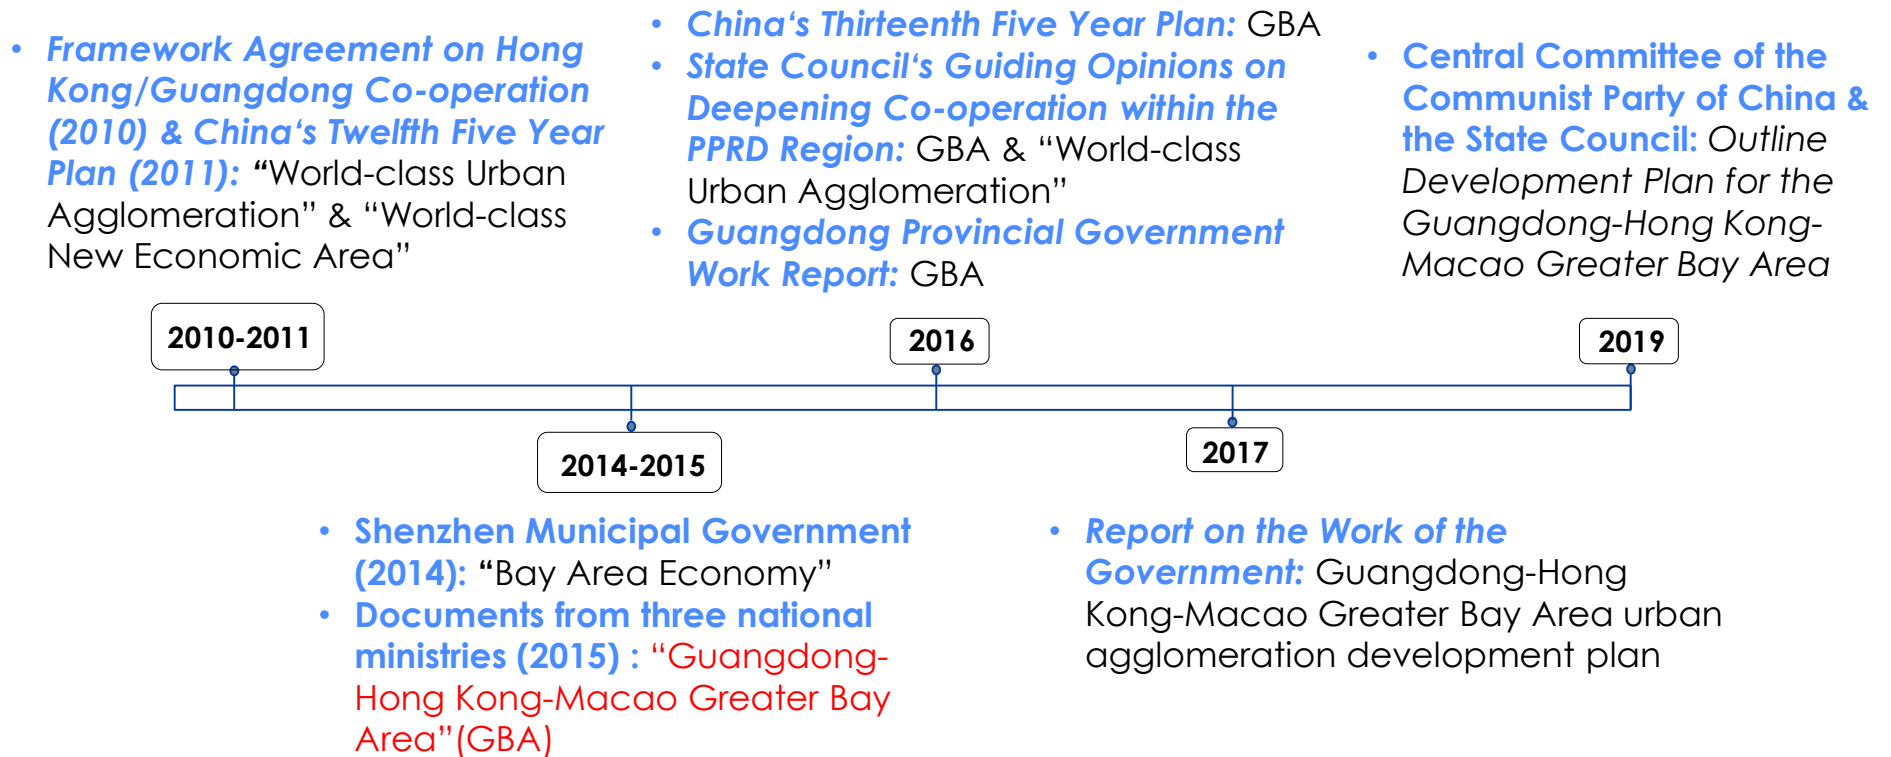 • Framework Agreement on Hong
Kong/Guangdong Co-operation
(2010) & China‘s Twelfth Five Year
Plan (2011): “World-class Urban
Agglomeration” & “World-class
New Economic Area”
• China‘s Thirteenth Five Year Plan: GBA
• State Council‘s Guiding Opinions on
Deepening Co-operation within the
PPRD Region: GBA & “World-class
Urban Agglomeration”
• Guangdong Provincial Government
Work Report: GBA
• Central Committee of the
Communist Party of China &
the State Council: Outline
Development Plan for the
Guangdong-Hong Kong-
Macao Greater Bay Area
2010-2011
2016
2019
2014-2015
2017
• Shenzhen Municipal Government
(2014): “Bay Area Economy”
• Documents from three national
ministries (2015) : “Guangdong-
Hong Kong-Macao Greater Bay
Area”(GBA)
• Report on the Work of the
Government: Guangdong-Hong
Kong-Macao Greater Bay Area urban
agglomeration development plan